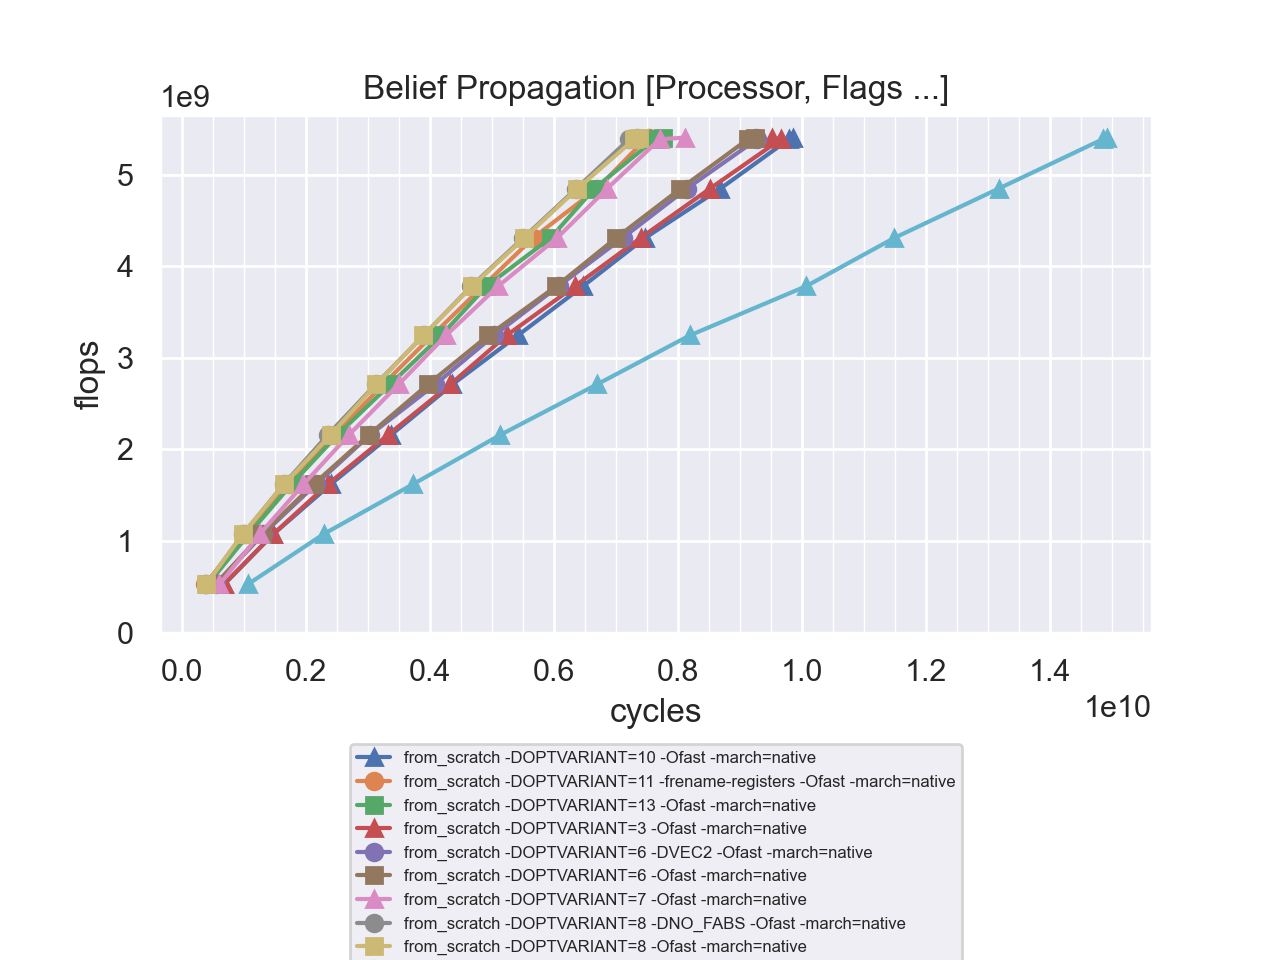 Belief Propagation [Processor, Flags ...]
1e9
5
4
3
2
1
0
flops
0.0 0.2 0.4 0.6 0.8 1.0 1.2 1.4
1e10
cycles
from_scratch -DOPTVARIANT=10 -Ofast -march=native
from_scratch -DOPTVARIANT=11 -frename-registers -Ofast -march=native
from_scratch -DOPTVARIANT=13 -Ofast -march=native
from_scratch -DOPTVARIANT=3 -Ofast -march=native
from_scratch -DOPTVARIANT=6 -DVEC2 -Ofast -march=native
from_scratch -DOPTVARIANT=6 -Ofast -march=native
from_scratch -DOPTVARIANT=7 -Ofast -march=native
from_scratch -DOPTVARIANT=8 -DNO_FABS -Ofast -march=native
from_scratch -DOPTVARIANT=8 -Ofast -march=native